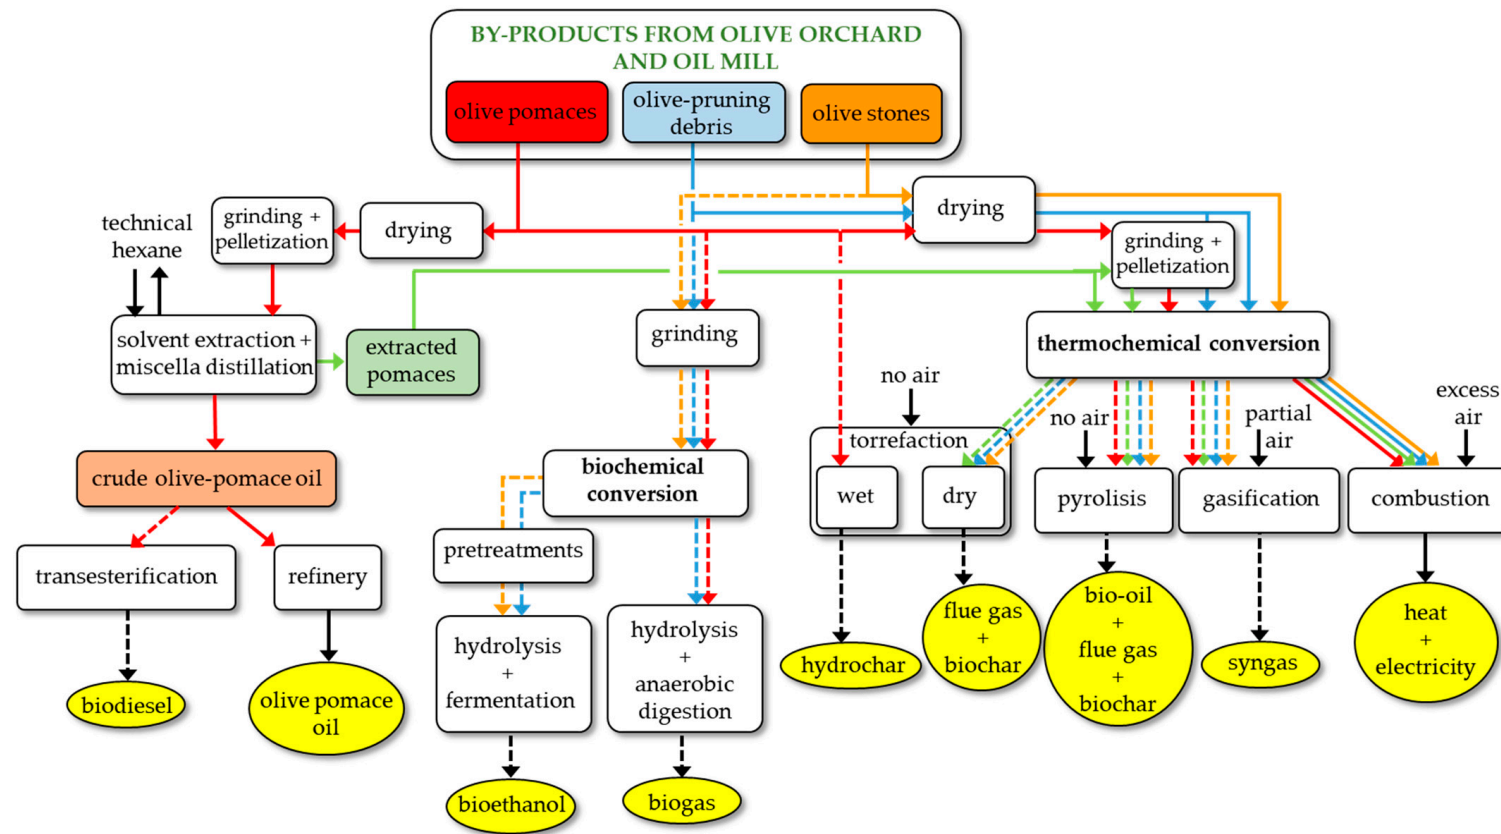 BY-PRODUCTS FROM OLIVE ORCHARD
AND OIL MILL
olive pomaces
olive-pruning
debris
olive stones
technical
hexane
grinding +
pelletization
drying
drying
grinding +
pelletization
solvent extraction +
miscella distillation
extracted
pomaces
grinding
thermochemical conversion
no air
torrefaction
no air
partial
air
excess
air
crude olive-pomace oil
biochemical
conversion
wet
dry
pyrolisis
gasification
combustion
pretreatments
transesterification
refinery
hydrolysis
+
fermentation
hydrolysis
+
anaerobic
digestion
hydrochar
flue gas
+
biochar
bio-oil
+
flue gas
+
biochar
syngas
heat
+
electricity
biodiesel
olive pomace
oil
bioethanol
biogas